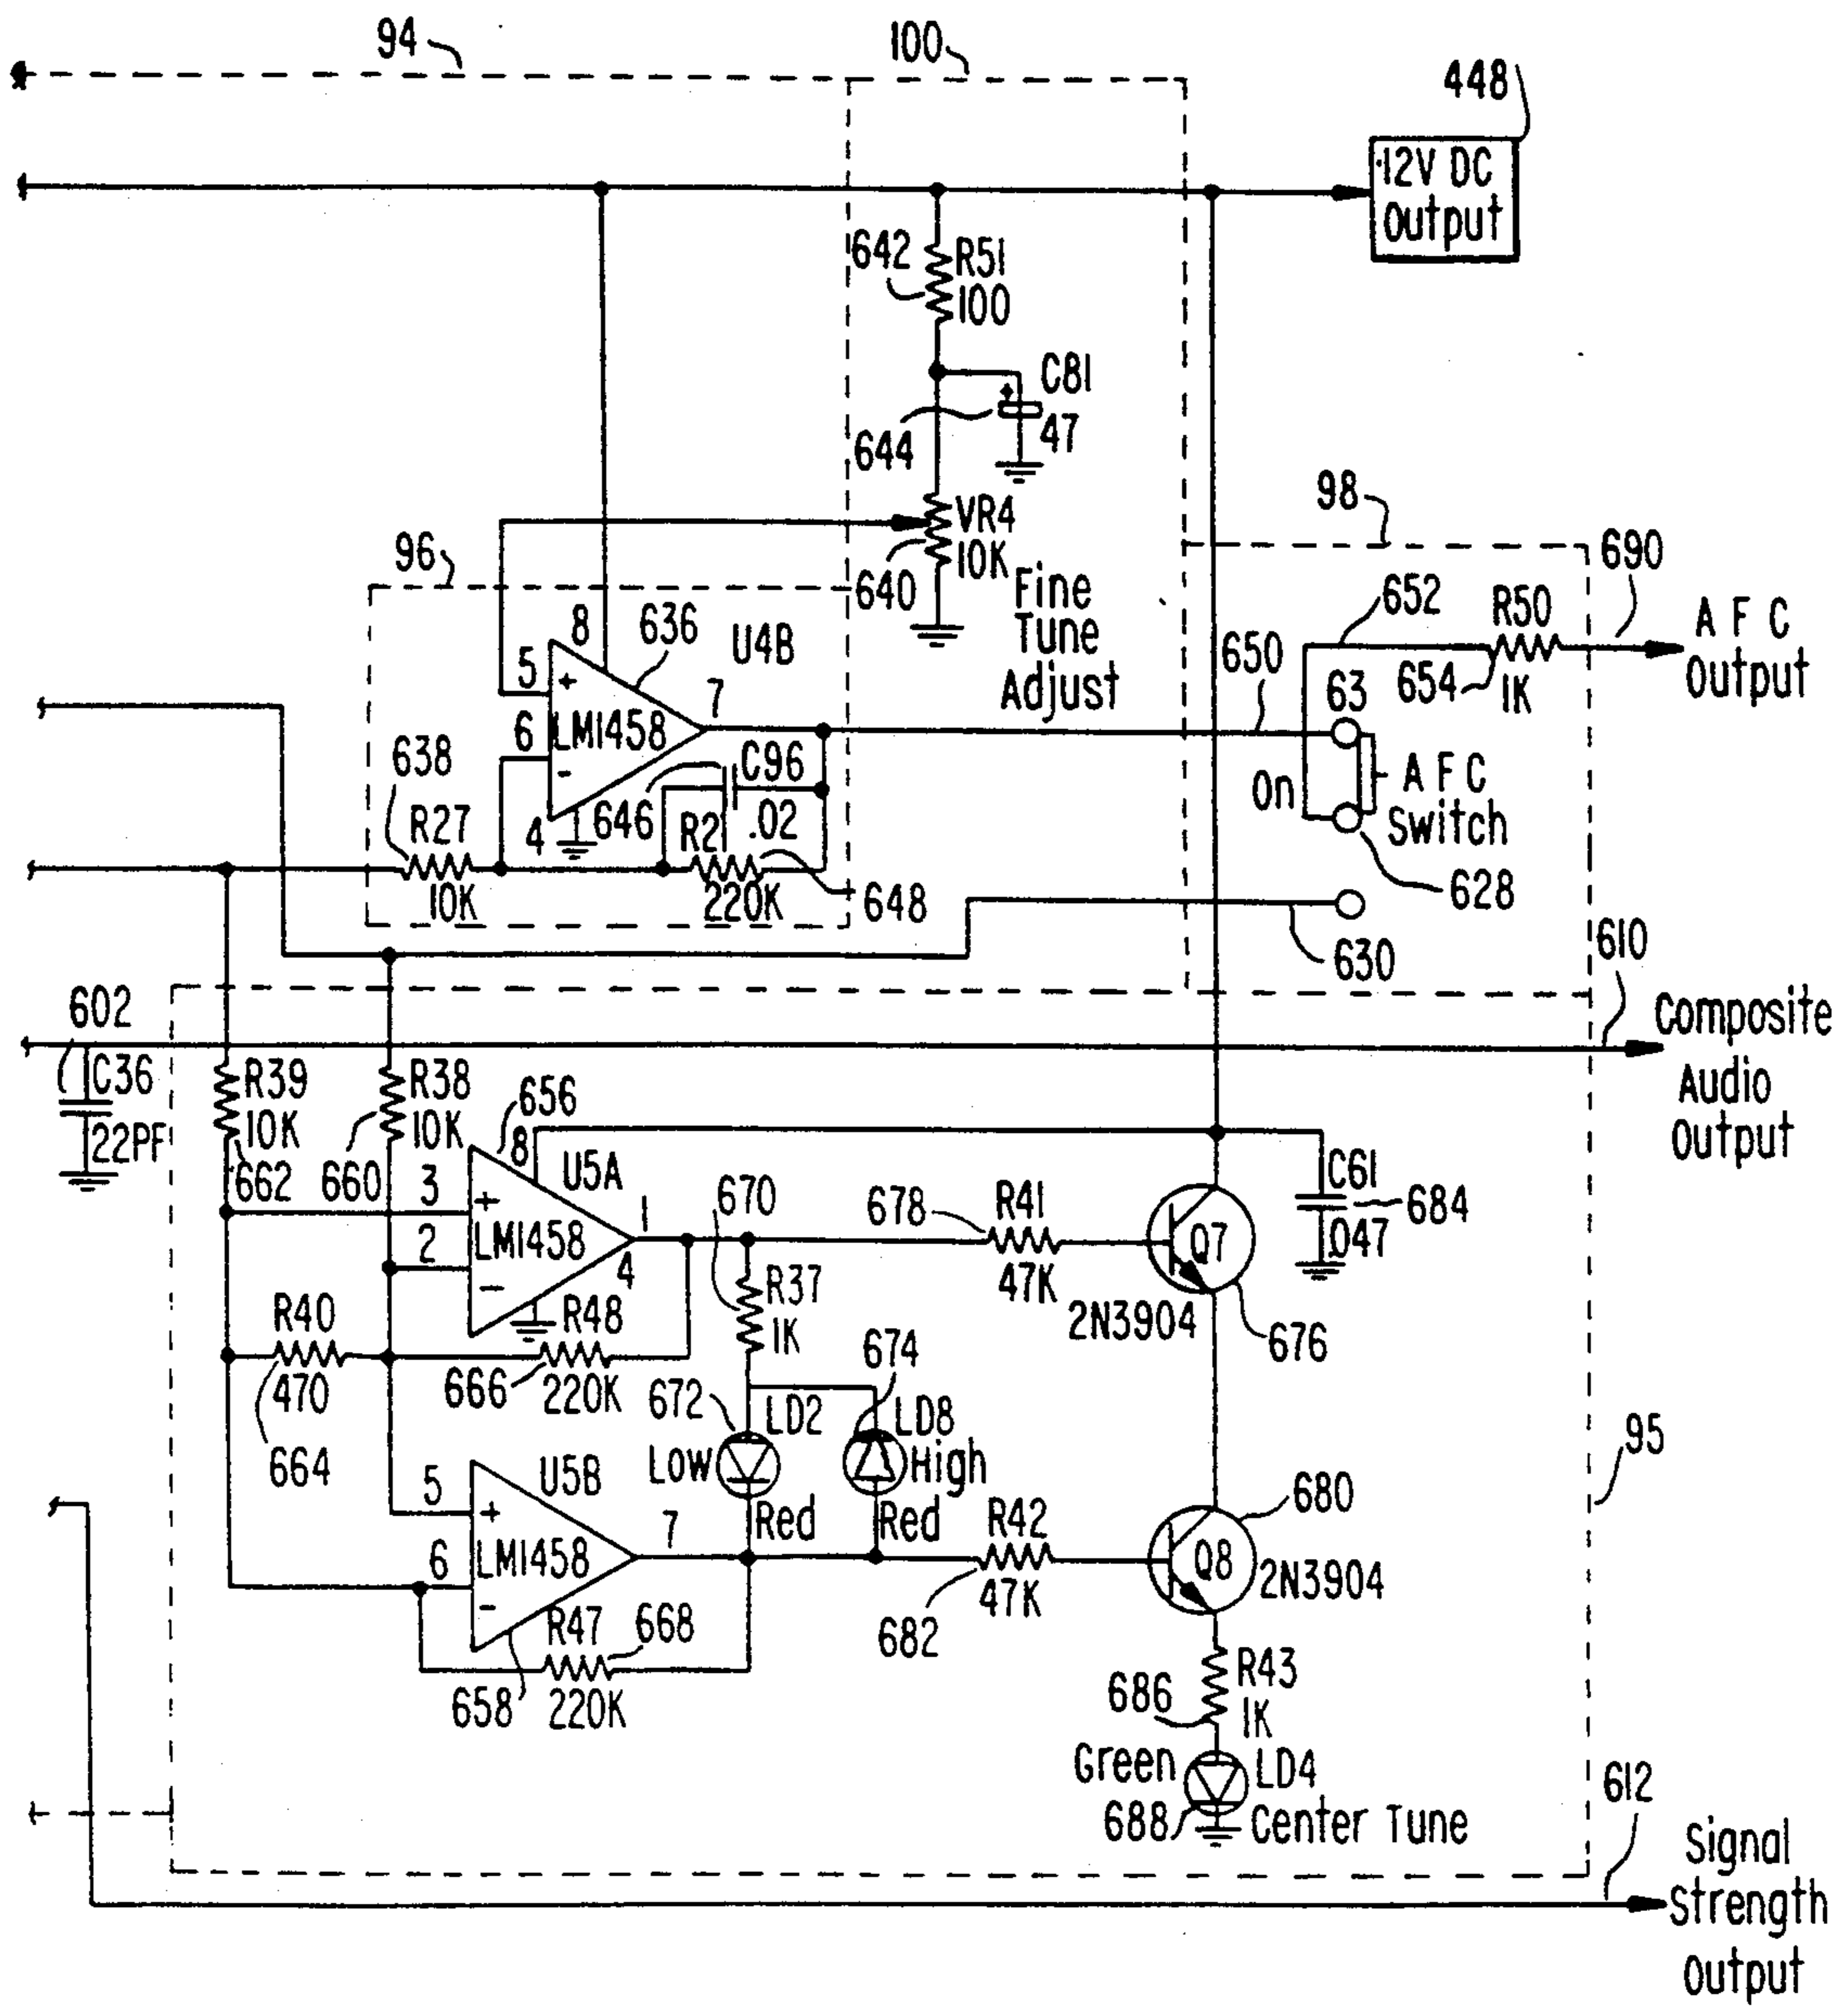 94
100
448
12V DC
Output
642
R51
100
C81
+
47
644
98
VR4
10K
640
Fine
Tune
Adjust
96
690
652
R50
A F C
Output
8
636
U4B
5
+
650
654
1K
63
7
6
LM1458
-
638
C96
On
A F C
Switch
R27
4
646
R21
.02
10K
220K
648
628
630
610
602
Composite
Audio
Output
C36
22PF
R39
10K
R38
10K
656
8
U5A
662
660
3
+
670
C61
684
.047
678
R41
1
2
LM1458
-
4
Q7
R37
1K
47K
2N3904
676
R40
R48
674
470
666
220K
672
LD2
LD8
664
Low
High
95
U5B
5
+
680
7
Red
Red
R42
6
LM1458
-
Q8
2N3904
47K
R47
668
682
658
220K
R43
1K
686
Green
LD4
688
Center Tune
612
Signal
Strength
Output